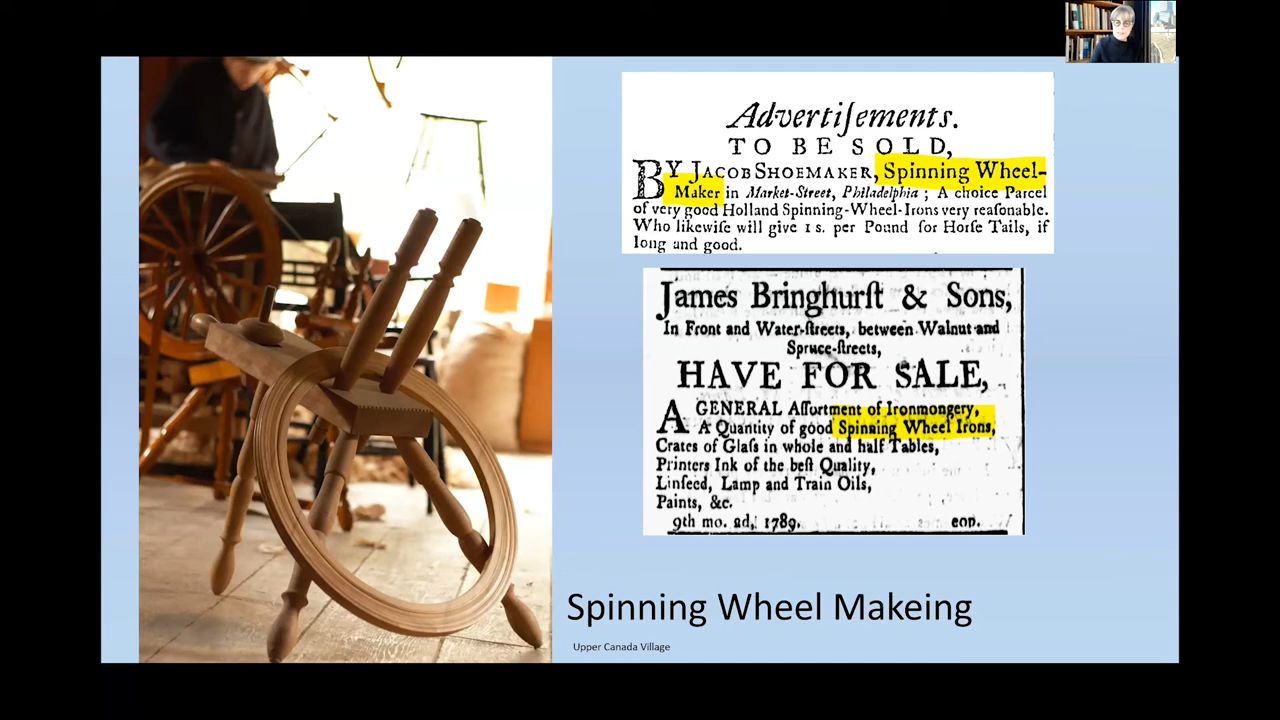 Advertiſements.
TO BE SOLD,
BY JACOB SHOEMAKER, Spinning Wheel-
Maker in Market-Street, Philadelphia; A choice Parcel
of very good Holland Spinning-Wheel-Irons very reaſonable.
Who likewiſe will give 1 s. per Pound for Horſe Tails, if
long and good.
James Bringhurſt & Sons,
In Front and Water-ſtreets, between Walnut and
Spruce-ſtreets,
HAVE FOR SALE,
A GENERAL Aſſortment of Ironmongery,
A Quantity of good Spinning Wheel Irons,
Crates of Glaſs in whole and half Tables,
Printers Ink of the beſt Quality,
Linſeed, Lamp and Train Oils,
Paints, &c.
9th mo. 2d, 1789. eop.
Spinning Wheel Makeing
Upper Canada Village